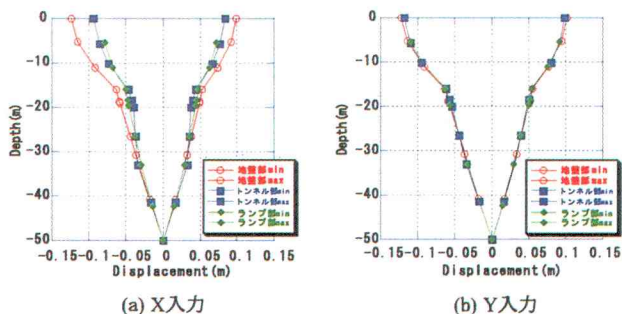 0
-10
-20
-30
-40
-50
Depth(m)
地盤部min
地盤部max
トンネル部min
トンネル部max
ランプ部min
ランプ部max
-0.15 -0.1 -0.05 0 0.05 0.1 0.15
Displacement(m)
(a) X入力
0
-10
-20
-30
-40
-50
Depth(m)
地盤部min
地盤部max
トンネル部min
トンネル部max
ランプ部min
ランプ部max
-0.15 -0.1 -0.05 0 0.05 0.1 0.15
Displacement(m)
(b) Y入力